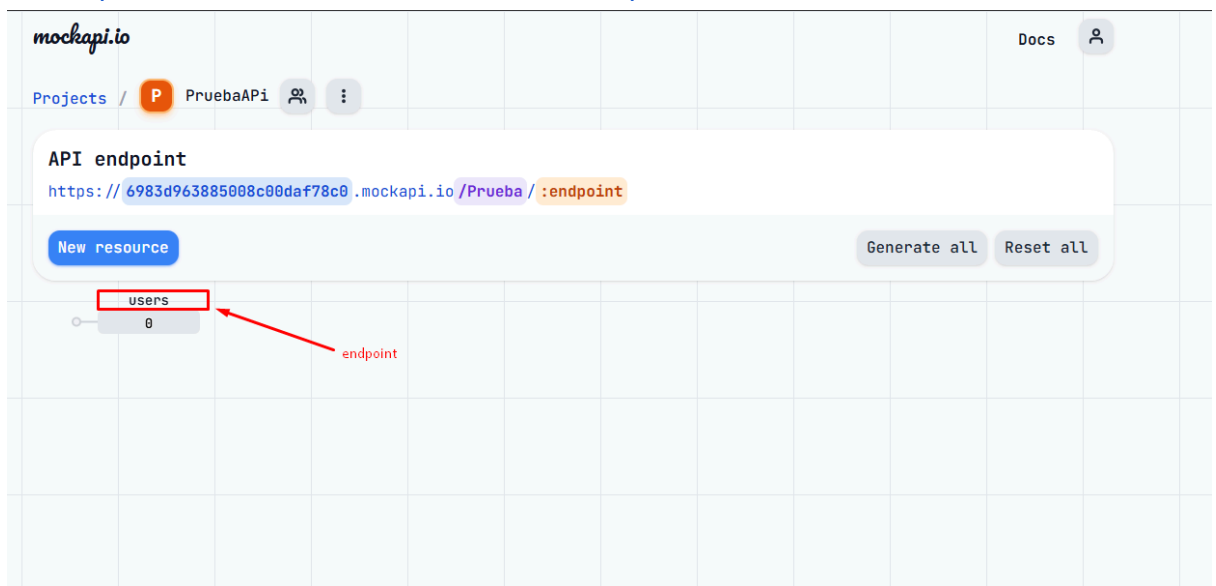 mockapi.io
Docs
Projects / P PruebaAPi
API endpoint
https://6983d963885008c00daf78c0.mockapi.io/Prueba/:endpoint
New resource
Generate all Reset all
users
0
endpoint